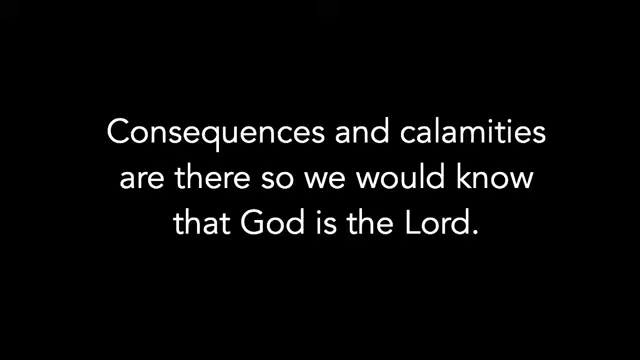 Consequences and calamities
are there so we would know
that God is the Lord.